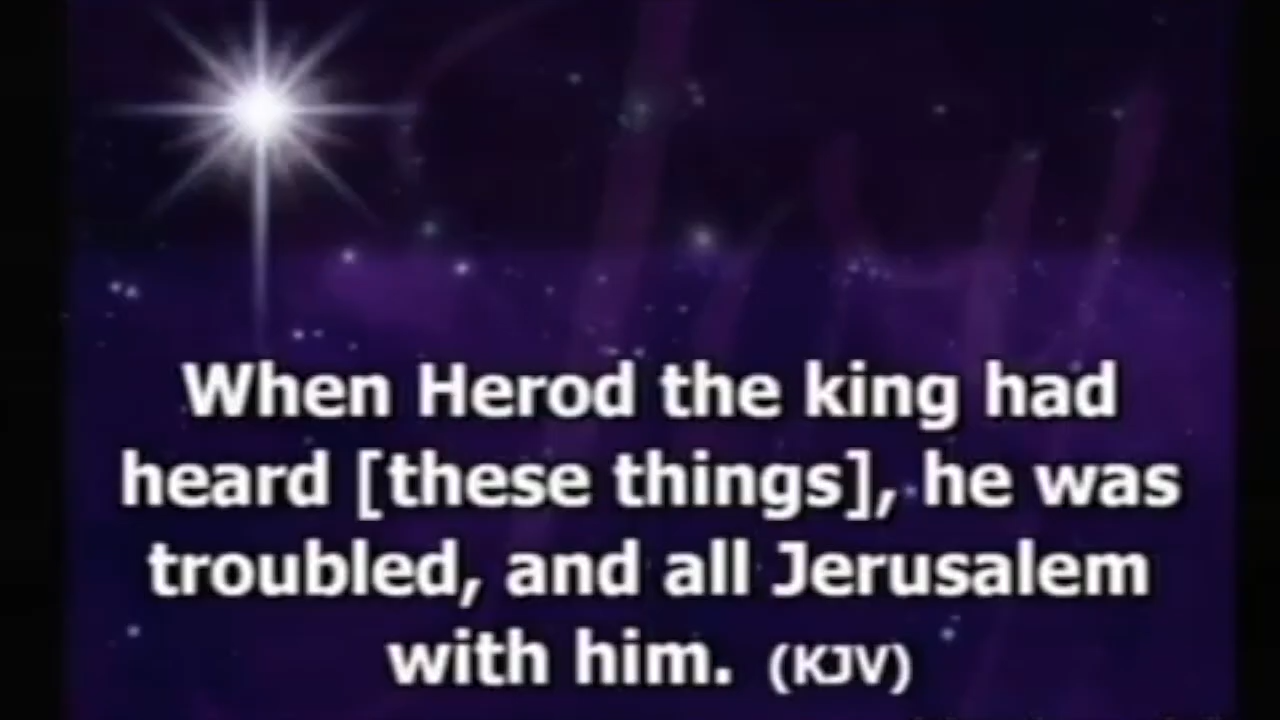 When Herod the king had
heard [these things], he was
troubled, and all Jerusalem
with him. (KJV)